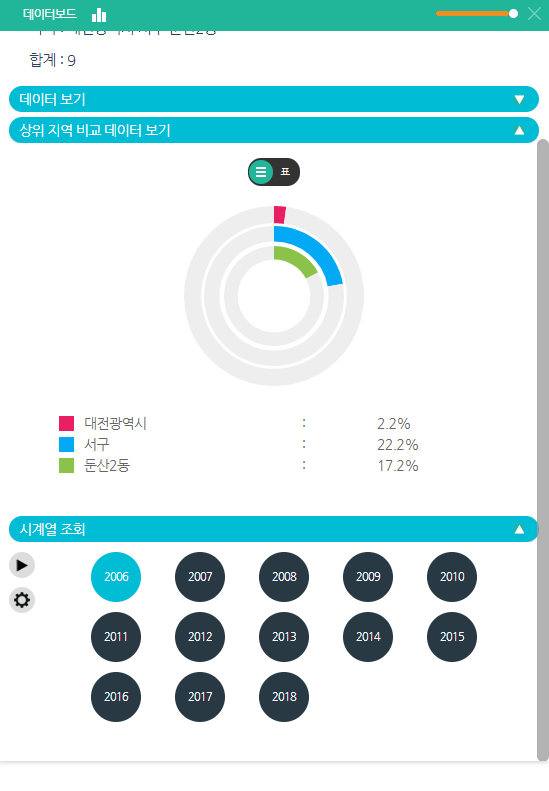 데이터보드
합계 : 9
데이터 보기
상위 지역 비교 데이터 보기
표
대전광역시 : 2.2%
서구 : 22.2%
둔산2동 : 17.2%
시계열 조회
2006 2007 2008 2009 2010
2011 2012 2013 2014 2015
2016 2017 2018